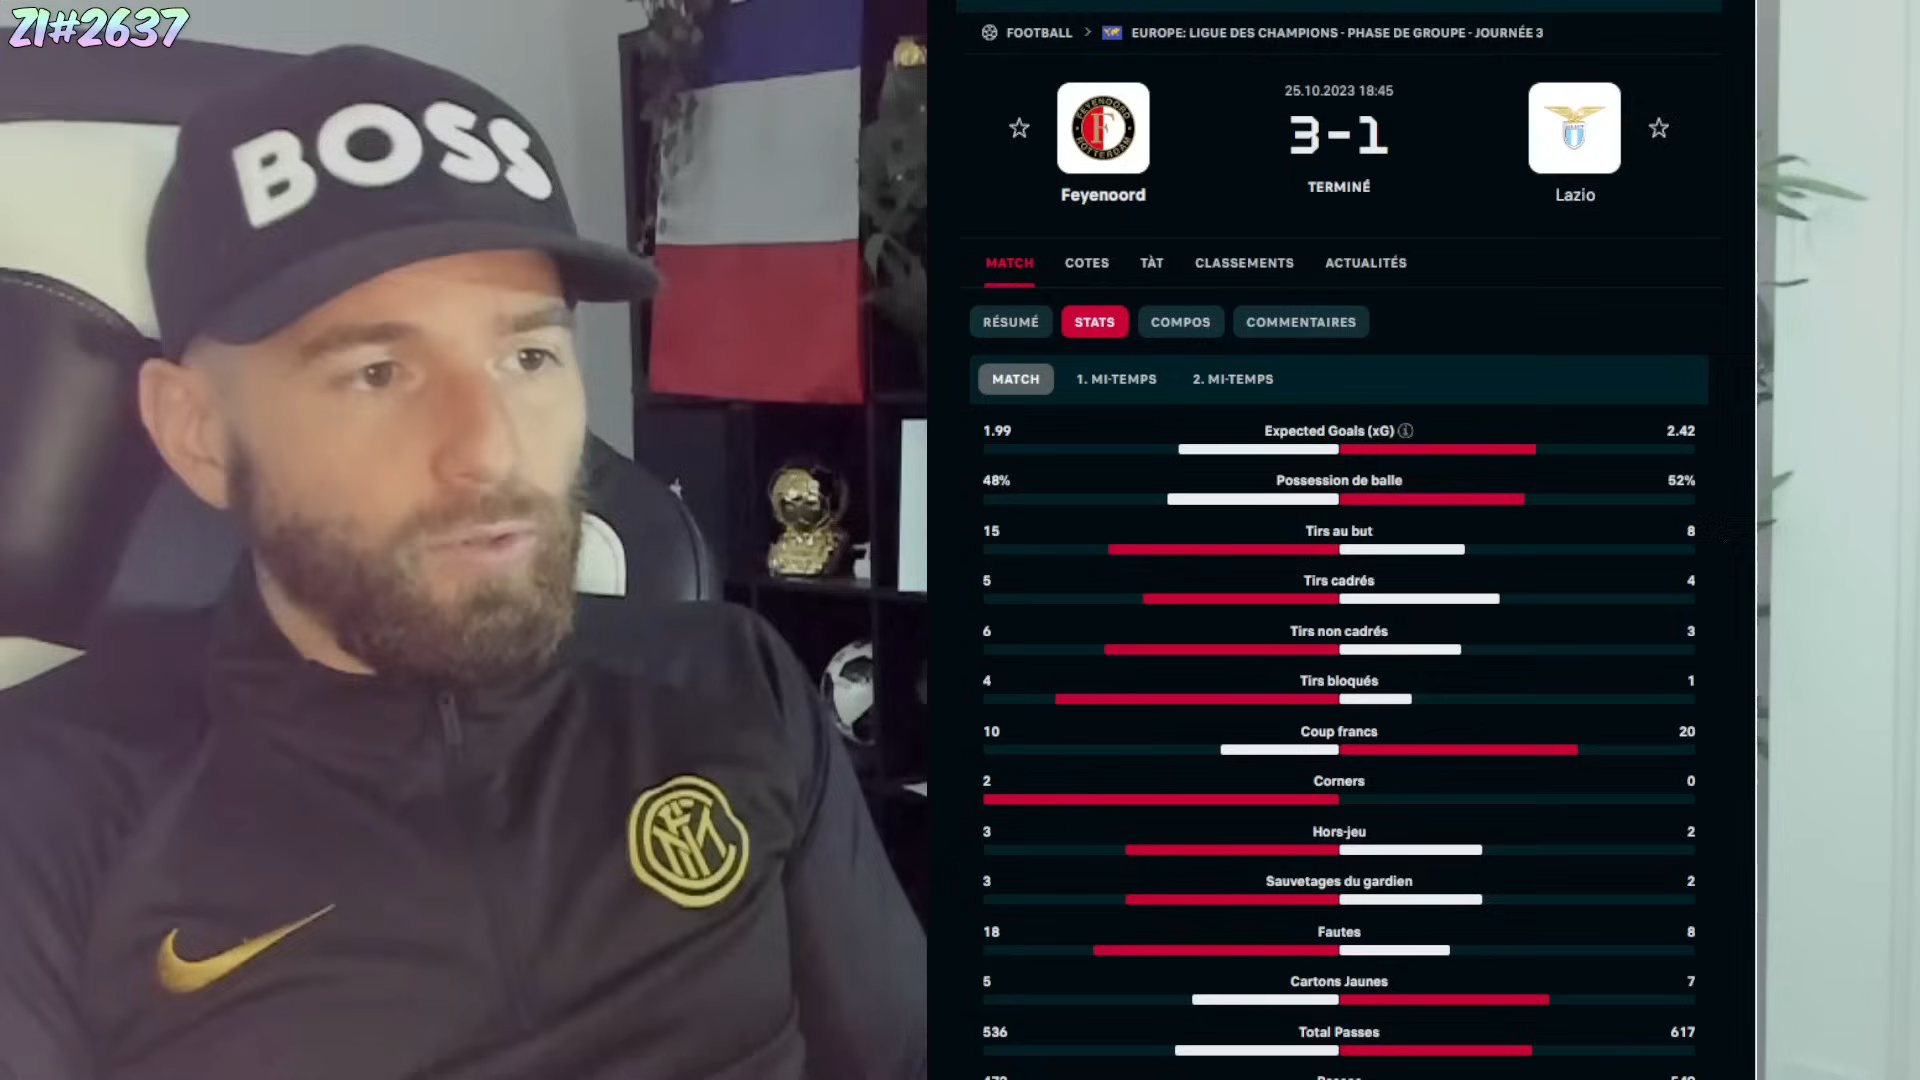 ZI#2637
BOSS
FOOTBALL > EUROPE: LIGUE DES CHAMPIONS - PHASE DE GROUPE - JOURNÉE 3
25.10.2023 18:45
3-1
TERMINÉ
FEYENOORD
F
ROTTERDAM
Feyenoord
Lazio
MATCH COTES TÀT CLASSEMENTS ACTUALITÉS
RÉSUMÉ STATS COMPOS COMMENTAIRES
MATCH 1. MI-TEMPS 2. MI-TEMPS
1.99 Expected Goals (xG) 2.42
48% Possession de balle 52%
15 Tirs au but 8
5 Tirs cadrés 4
6 Tirs non cadrés 3
4 Tirs bloqués 1
10 Coup francs 20
2 Corners 0
3 Hors-jeu 2
3 Sauvetages du gardien 2
18 Fautes 8
5 Cartons Jaunes 7
536 Total Passes 617